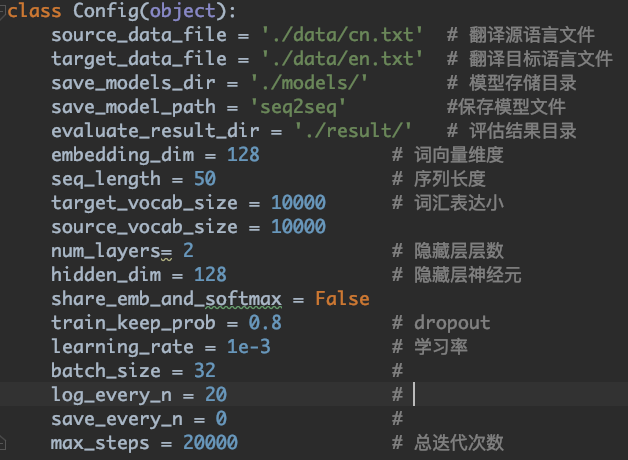 class Config(object):
source_data_file = './data/cn.txt' # 翻译源语言文件
target_data_file = './data/en.txt' # 翻译目标语言文件
save_models_dir = './models/' # 模型存储目录
save_model_path = 'seq2seq' #保存模型文件
evaluate_result_dir = './result/' # 评估结果目录
embedding_dim = 128 # 词向量维度
seq_length = 50 # 序列长度
target_vocab_size = 10000 # 词汇表达小
source_vocab_size = 10000
num_layers= 2 # 隐藏层层数
hidden_dim = 128 # 隐藏层神经元
share_emb_and_softmax = False
train_keep_prob = 0.8 # dropout
learning_rate = 1e-3 # 学习率
batch_size = 32 #
log_every_n = 20 #
save_every_n = 0 #
max_steps = 20000 # 总迭代次数